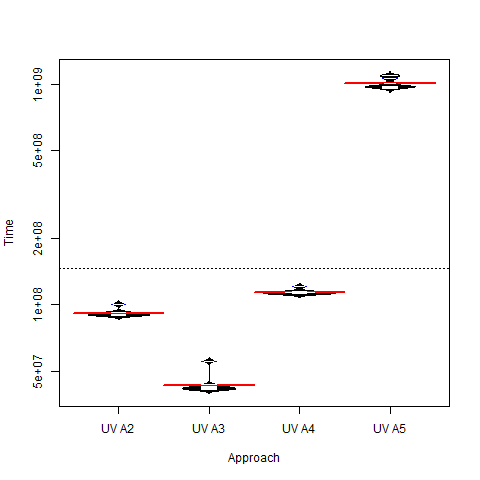 1e+09
5e+08
2e+08
1e+08
5e+07
Time
UV A2 UV A3 UV A4 UV A5
Approach